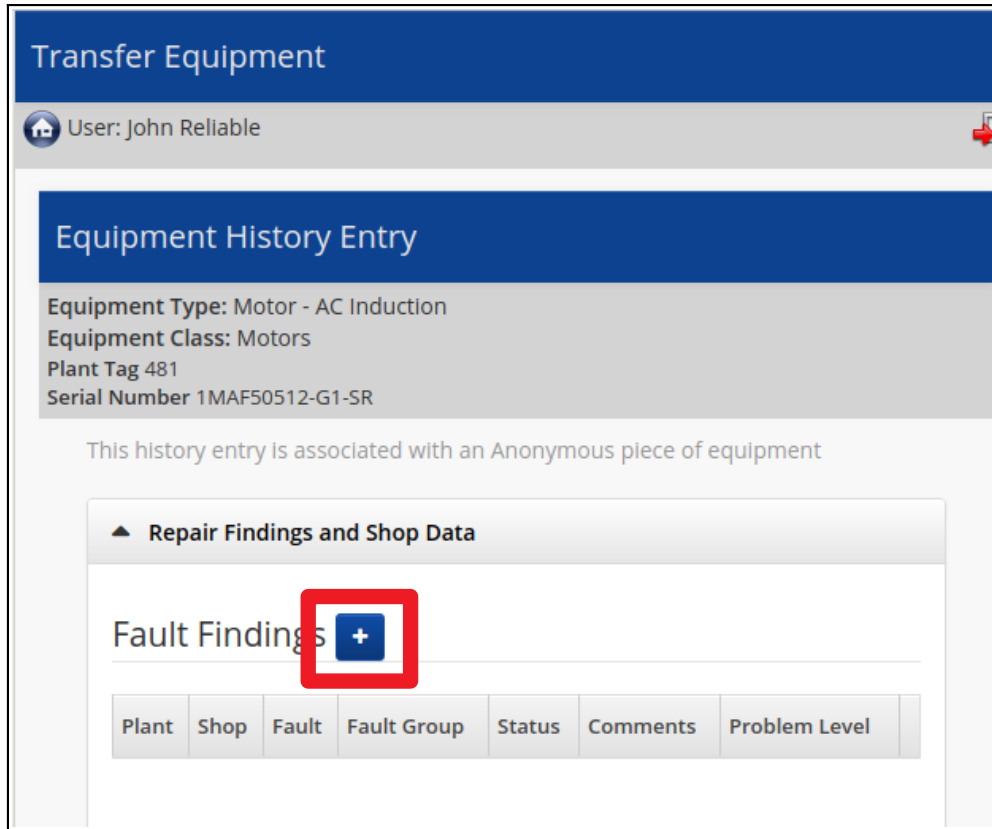 Transfer Equipment
User: John Reliable
Equipment History Entry
Equipment Type: Motor - AC Induction
Equipment Class: Motors
Plant Tag 481
Serial Number 1MAF50512-G1-SR
This history entry is associated with an Anonymous piece of equipment
Repair Findings and Shop Data
Fault Findings +
Plant Shop Fault Fault Group Status Comments Problem Level